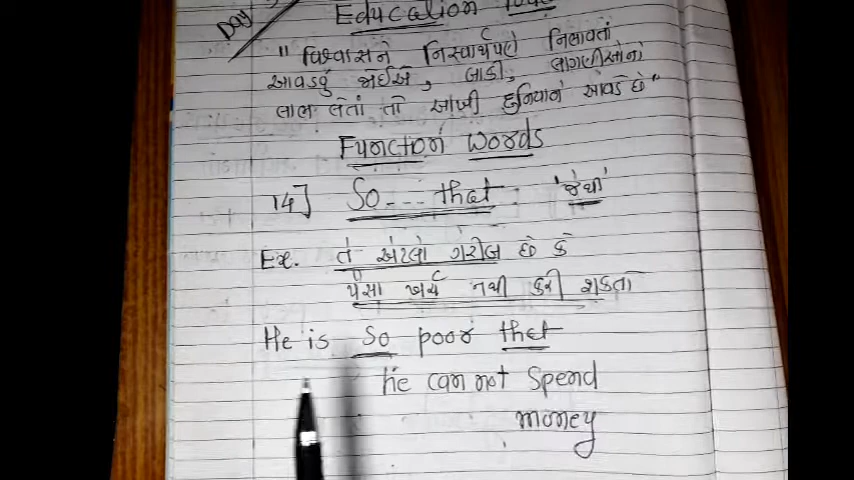 Day
Education
" વિશ્વાસને નિસ્વાર્થપણે નિભાવતાં
આવડવું જોઈએ, બાકી, લાગણીઓનો
લાભ લેતાં તો આખી દુનિયાને આવડે છે"
Function Words
14] So --- that : 'જેથી'
Ex. તે એટલો ગરીબ છે કે
પૈસા ખર્ચ નથી કરી શકતો
He is So poor that
he can not Spend
money